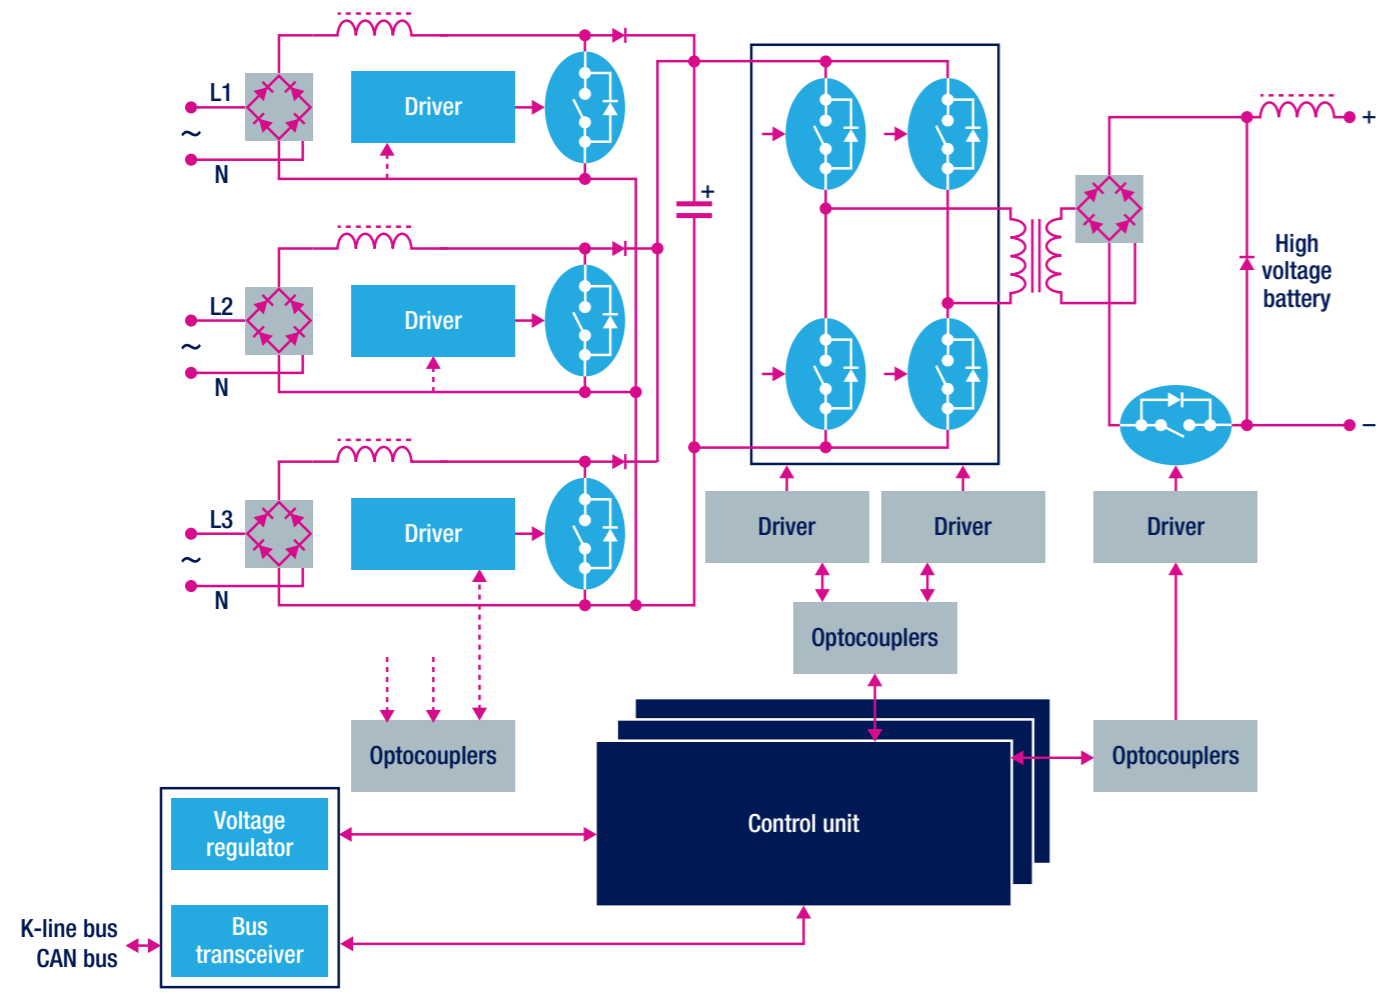 L1
Driver
~
N
+
L2
Driver
~
N
L3
Driver
~
N
+
High
voltage
battery
−
Driver
Driver
Driver
Optocouplers
Optocouplers
Optocouplers
Control unit
Voltage
regulator
Bus
transceiver
K-line bus
CAN bus